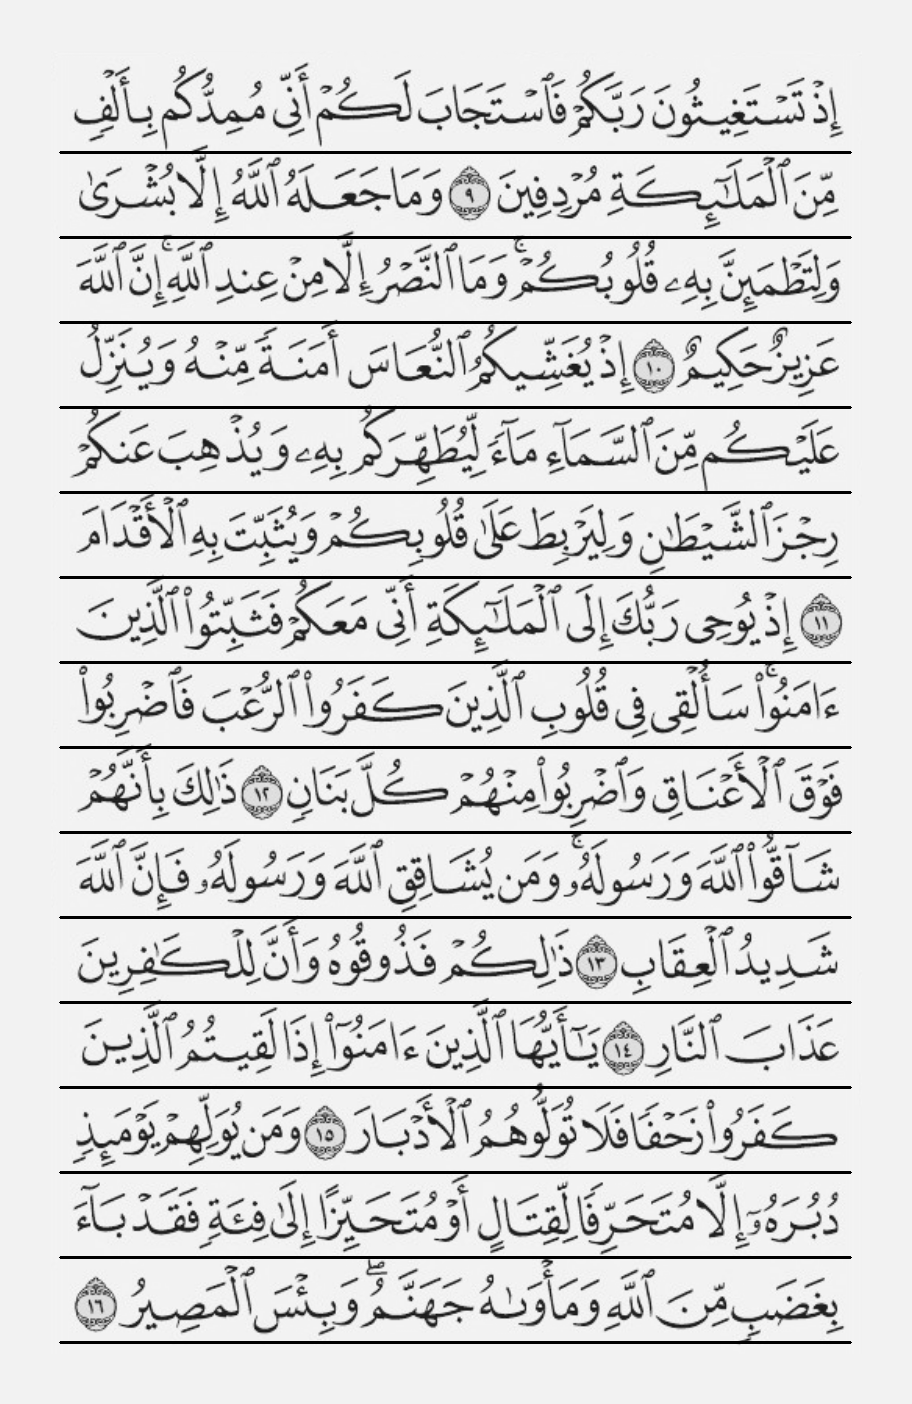 إِذْ تَسْتَغِيثُونَ رَبَّكُمْ فَٱسْتَجَابَ لَكُمْ أَنِّى مُمِدُّكُم بِأَلْفٍ
مِّنَ ٱلْمَلَـٰٓئِكَةِ مُرْدِفِينَ ٩ وَمَا جَعَلَهُ ٱللَّهُ إِلَّا بُشْرَىٰ
وَلِتَطْمَئِنَّ بِهِۦ قُلُوبُكُمْ ۚ وَمَا ٱلنَّصْرُ إِلَّا مِنْ عِندِ ٱللَّهِ ۚ إِنَّ ٱللَّهَ
عَزِيزٌ حَكِيمٌ ١٠ إِذْ يُغَشِّيكُمُ ٱلنُّعَاسَ أَمَنَةً مِّنْهُ وَيُنَزِّلُ
عَلَيْكُم مِّنَ ٱلسَّمَآءِ مَآءً لِّيُطَهِّرَكُم بِهِۦ وَيُذْهِبَ عَنكُمْ
رِجْزَ ٱلشَّيْطَـٰنِ وَلِيَرْبِطَ عَلَىٰ قُلُوبِكُمْ وَيُثَبِّتَ بِهِ ٱلْأَقْدَامَ
١١ إِذْ يُوحِى رَبُّكَ إِلَى ٱلْمَلَـٰٓئِكَةِ أَنِّى مَعَكُمْ فَثَبِّتُوا۟ ٱلَّذِينَ
ءَامَنُوا۟ ۚ سَأُلْقِى فِى قُلُوبِ ٱلَّذِينَ كَفَرُوا۟ ٱلرُّعْبَ فَٱضْرِبُوا۟
فَوْقَ ٱلْأَعْنَاقِ وَٱضْرِبُوا۟ مِنْهُمْ كُلَّ بَنَانٍ ١٢ ذَٰلِكَ بِأَنَّهُمْ
شَآقُّوا۟ ٱللَّهَ وَرَسُولَهُۥ ۚ وَمَن يُشَاقِقِ ٱللَّهَ وَرَسُولَهُۥ فَإِنَّ ٱللَّهَ
شَدِيدُ ٱلْعِقَابِ ١٣ ذَٰلِكُمْ فَذُوقُوهُ وَأَنَّ لِلْكَـٰفِرِينَ
عَذَابَ ٱلنَّارِ ١٤ يَـٰٓأَيُّهَا ٱلَّذِينَ ءَامَنُوٓا۟ إِذَا لَقِيتُمُ ٱلَّذِينَ
كَفَرُوا۟ زَحْفًا فَلَا تُوَلُّوهُمُ ٱلْأَدْبَارَ ١٥ وَمَن يُوَلِّهِمْ يَوْمَئِذٍ
دُبُرَهُۥٓ إِلَّا مُتَحَرِّفًا لِّقِتَالٍ أَوْ مُتَحَيِّزًا إِلَىٰ فِئَةٍ فَقَدْ بَآءَ
بِغَضَبٍ مِّنَ ٱللَّهِ وَمَأْوَىٰهُ جَهَنَّمُ ۖ وَبِئْسَ ٱلْمَصِيرُ ١٦